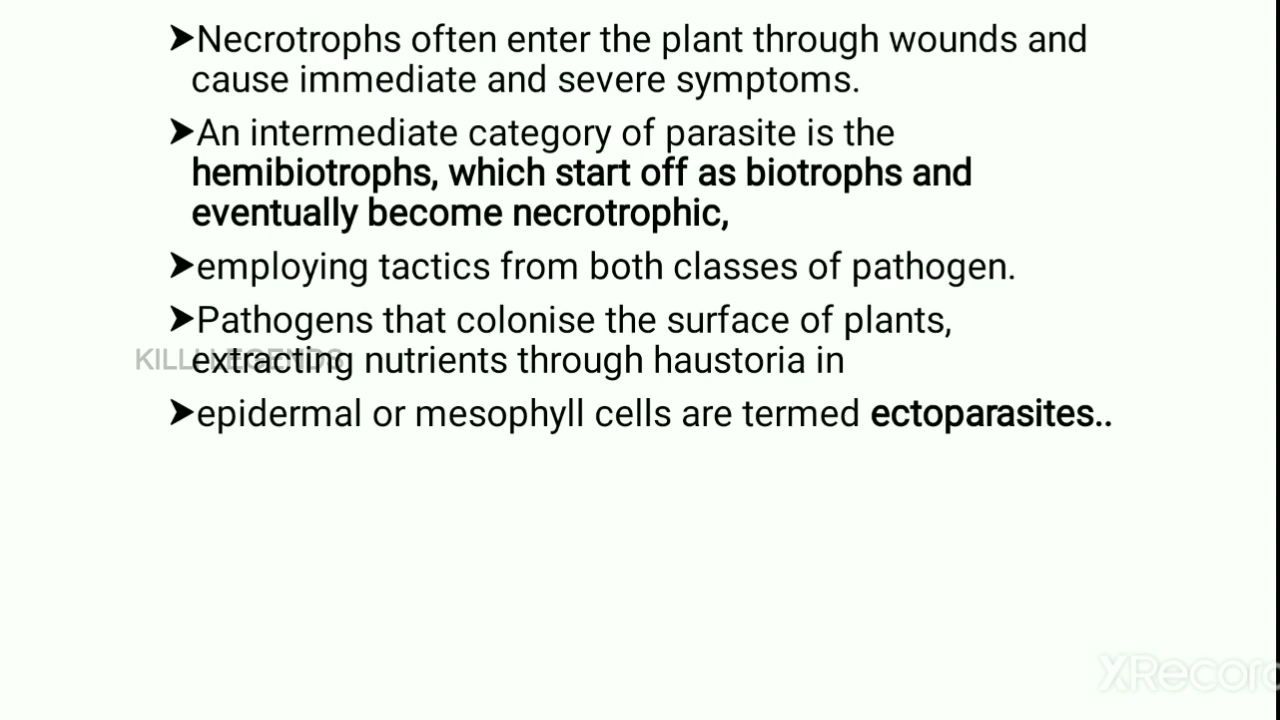 ➤Necrotrophs often enter the plant through wounds and
cause immediate and severe symptoms.
➤An intermediate category of parasite is the
hemibiotrophs, which start off as biotrophs and
eventually become necrotrophic,
➤employing tactics from both classes of pathogen.
➤Pathogens that colonise the surface of plants,
extracting nutrients through haustoria in
➤epidermal or mesophyll cells are termed ectoparasites..
XRecord